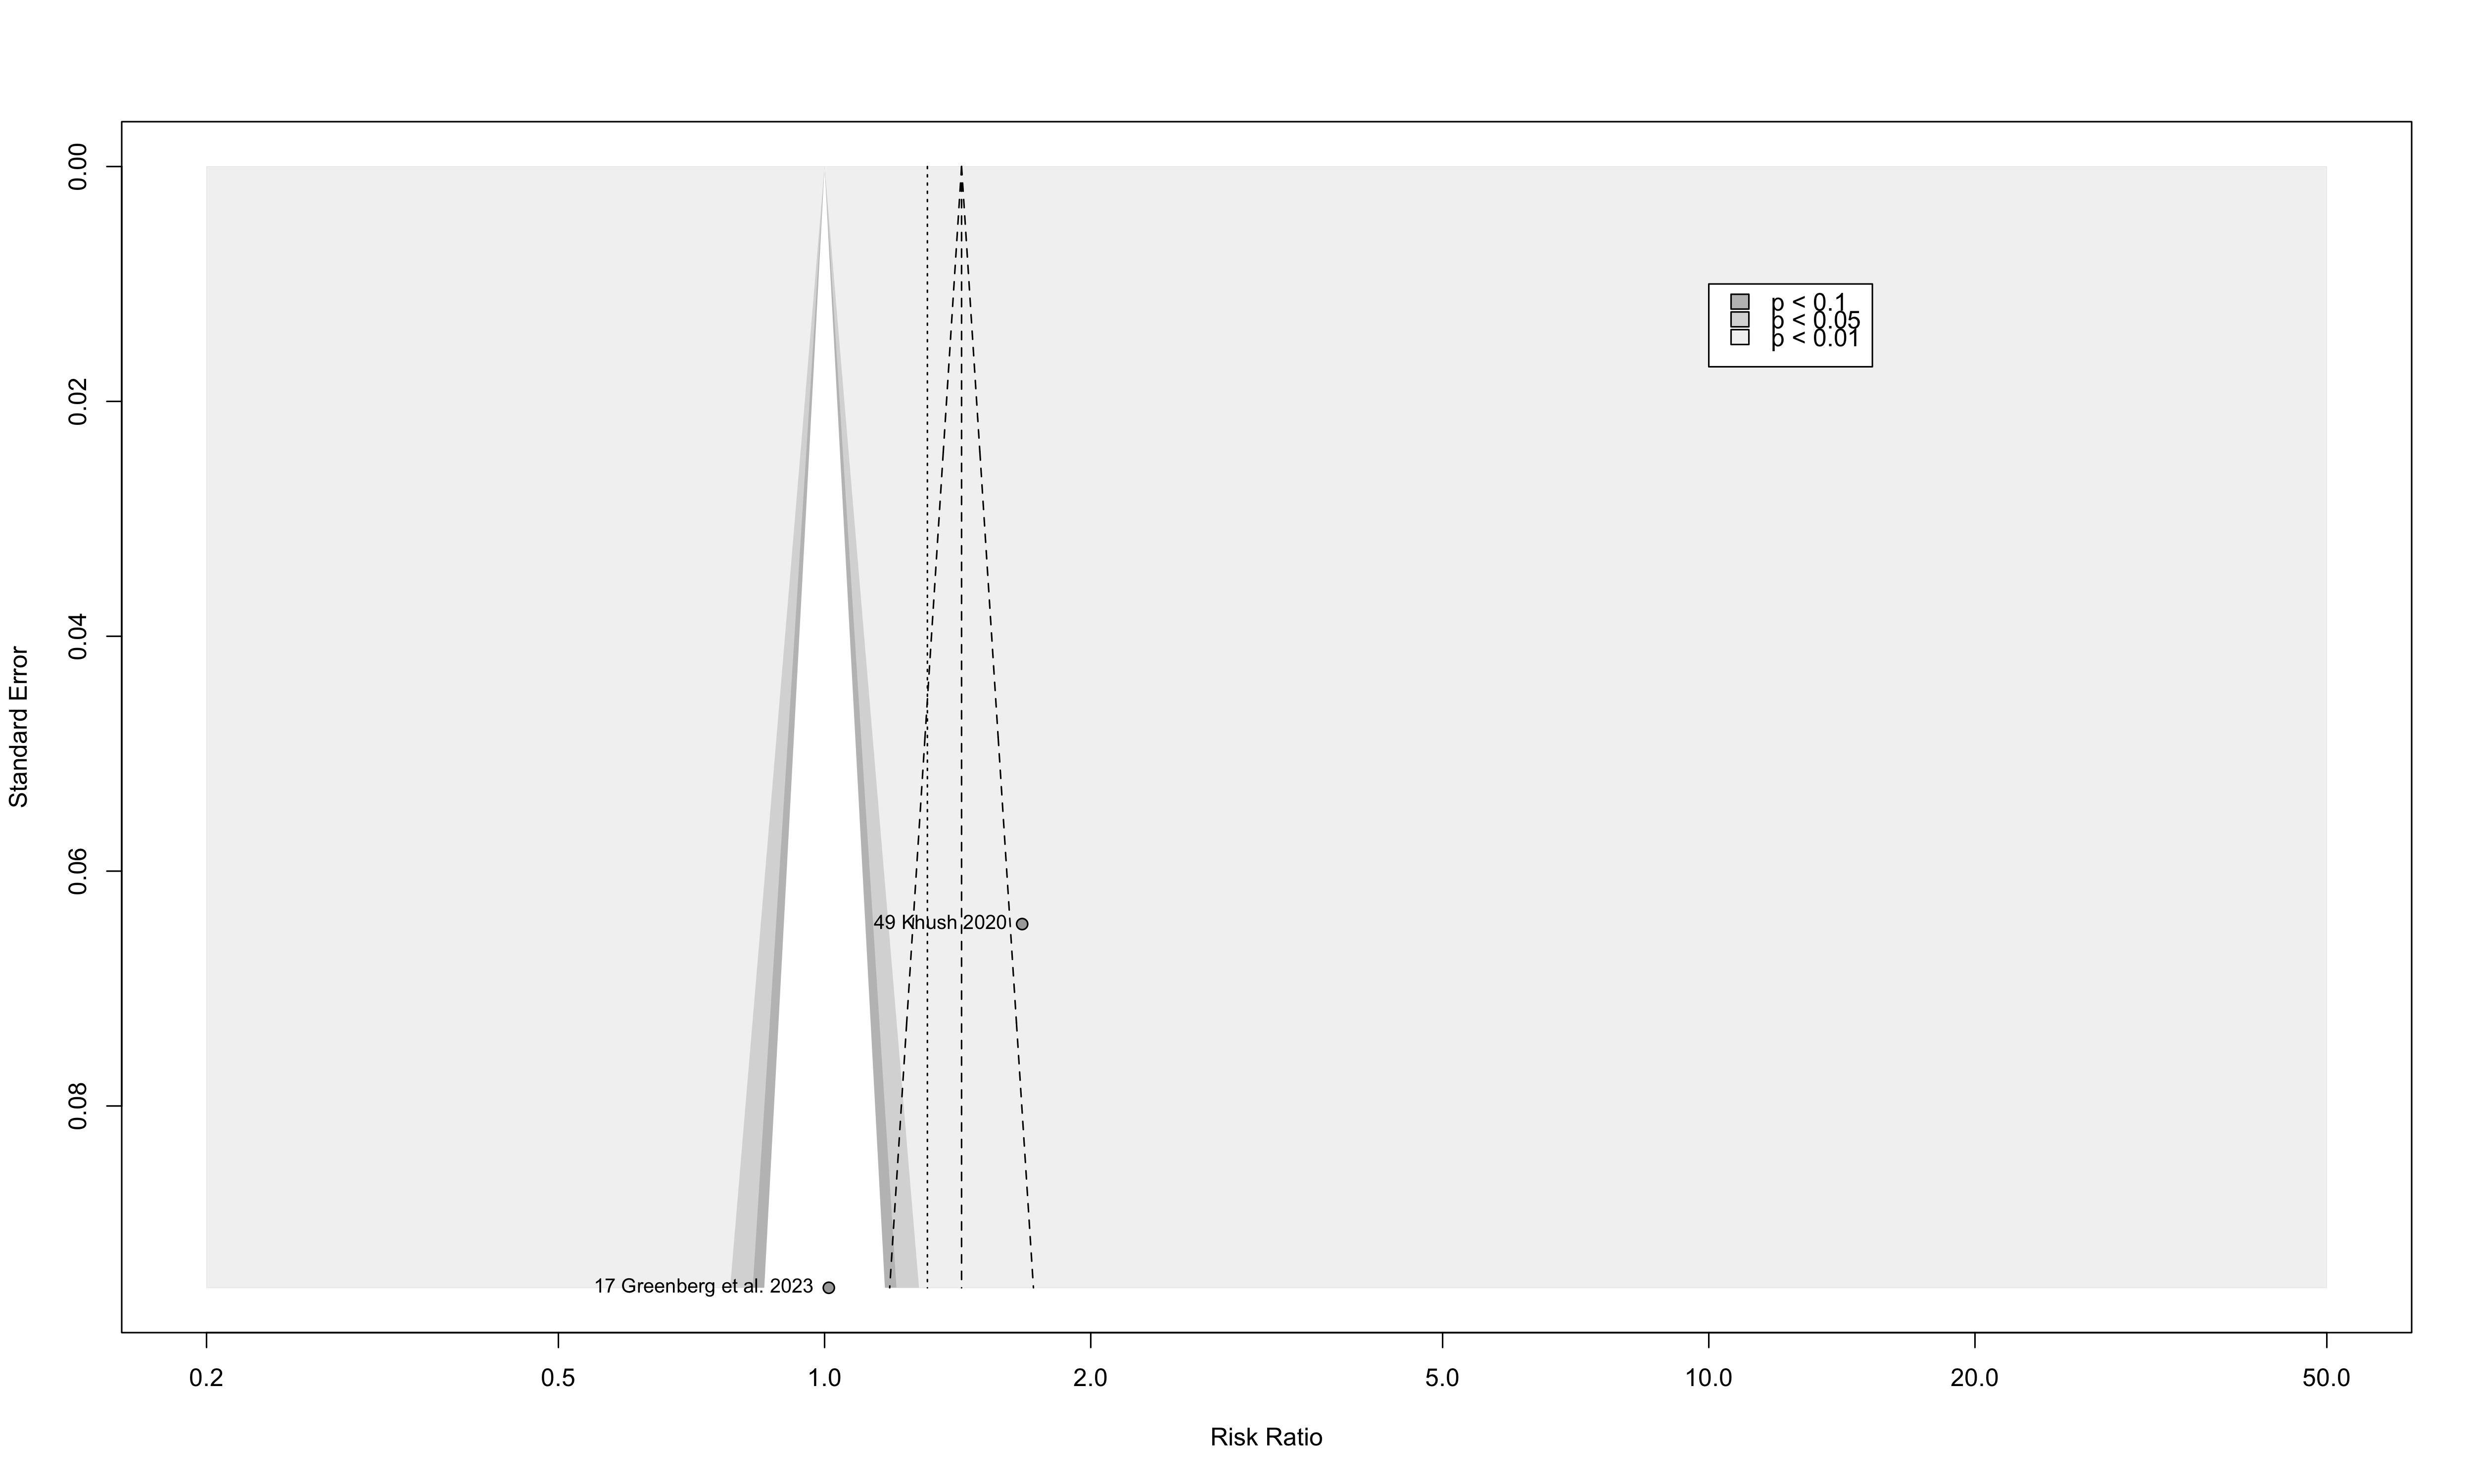 0.00
0.02
0.04
0.06
0.08
Standard Error
p < 0.1
p < 0.05
p < 0.01
49 Khush 2020
17 Greenberg et al. 2023
0.2 0.5 1.0 2.0 5.0 10.0 20.0 50.0
Risk Ratio